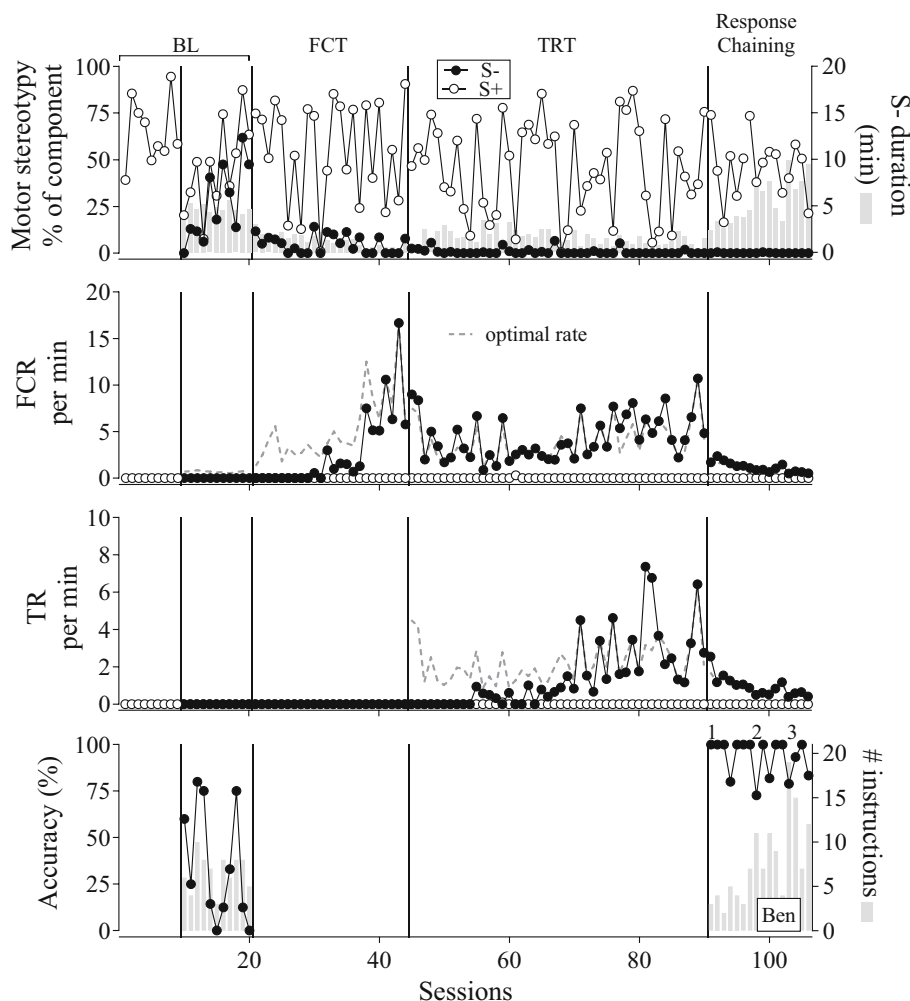 BL
FCT
TRT
Response
Chaining
Motor stereotypy
% of component
100
75
50
25
0
S-
S+
20
15
10
5
0
S- duration
(min)
FCR
per min
20
15
10
5
0
optimal rate
TR
per min
10
8
6
4
2
0
Accuracy (%)
100
75
50
25
0
1
2
3
20
15
10
5
0
# instructions
Ben
20
40
60
80
100
Sessions